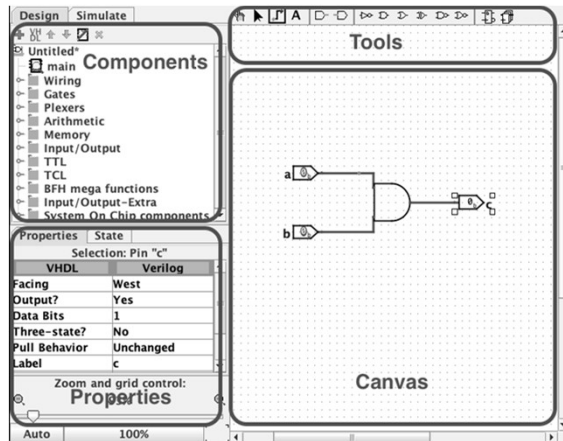 Design Simulate
A
Tools
VH
DL
Untitled*
Components
main
Wiring
Gates
Plexers
Arithmetic
Memory
Input/Output
TTL
TCL
BFH mega functions
Input/Output-Extra
System On Chip components
a
b
c
Properties State
Selection: Pin "c"
VHDL Verilog
Facing West
Output? Yes
Data Bits 1
Three-state? No
Pull Behavior Unchanged
Label c
Zoom and grid control:
Properties
Canvas
Auto 100%